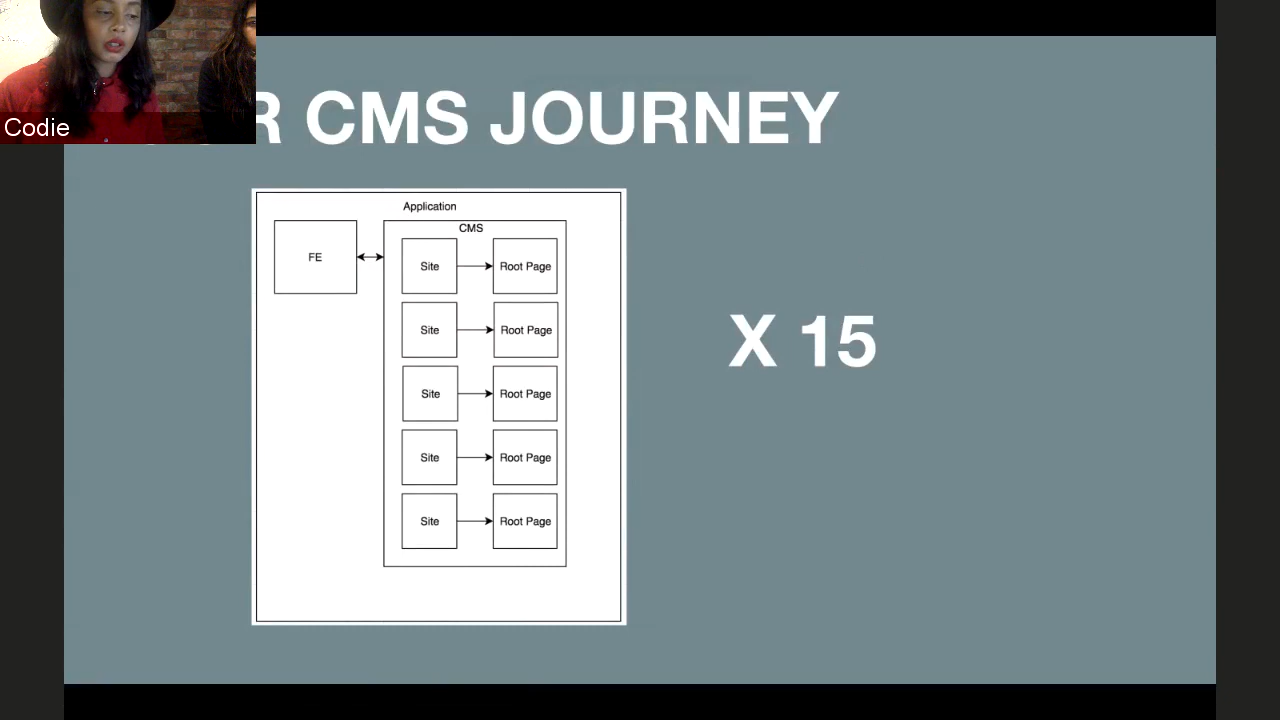 R CMS JOURNEY
Codie
Application
CMS
FE
Site
Root Page
Site
Root Page
X 15
Site
Root Page
Site
Root Page
Site
Root Page